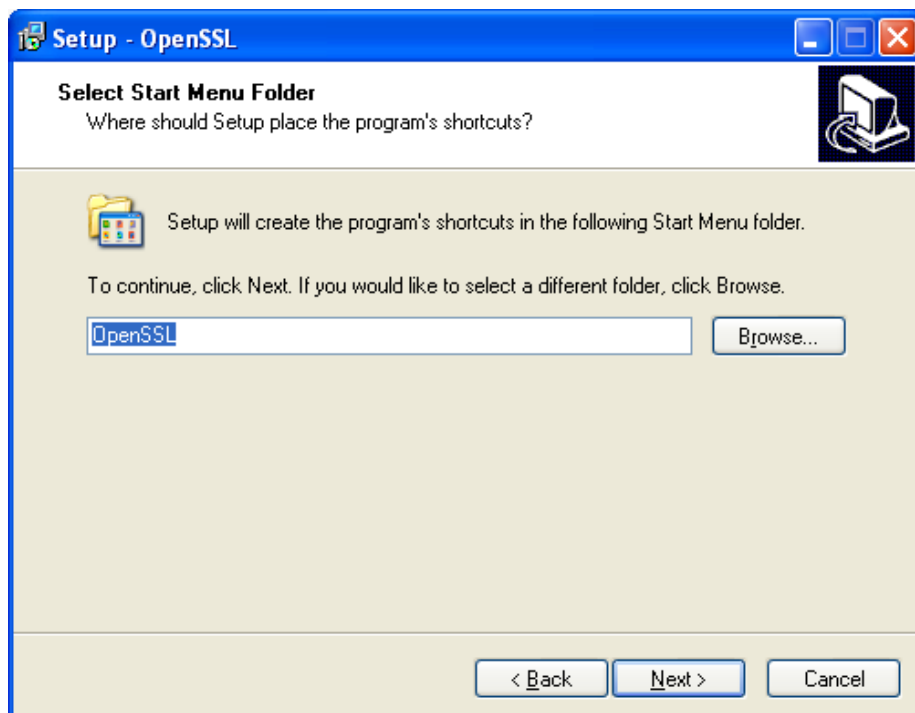 Setup - OpenSSL
Select Start Menu Folder
Where should Setup place the program's shortcuts?
Setup will create the program's shortcuts in the following Start Menu folder.
To continue, click Next. If you would like to select a different folder, click Browse.
OpenSSL
Browse...
< Back
Next >
Cancel